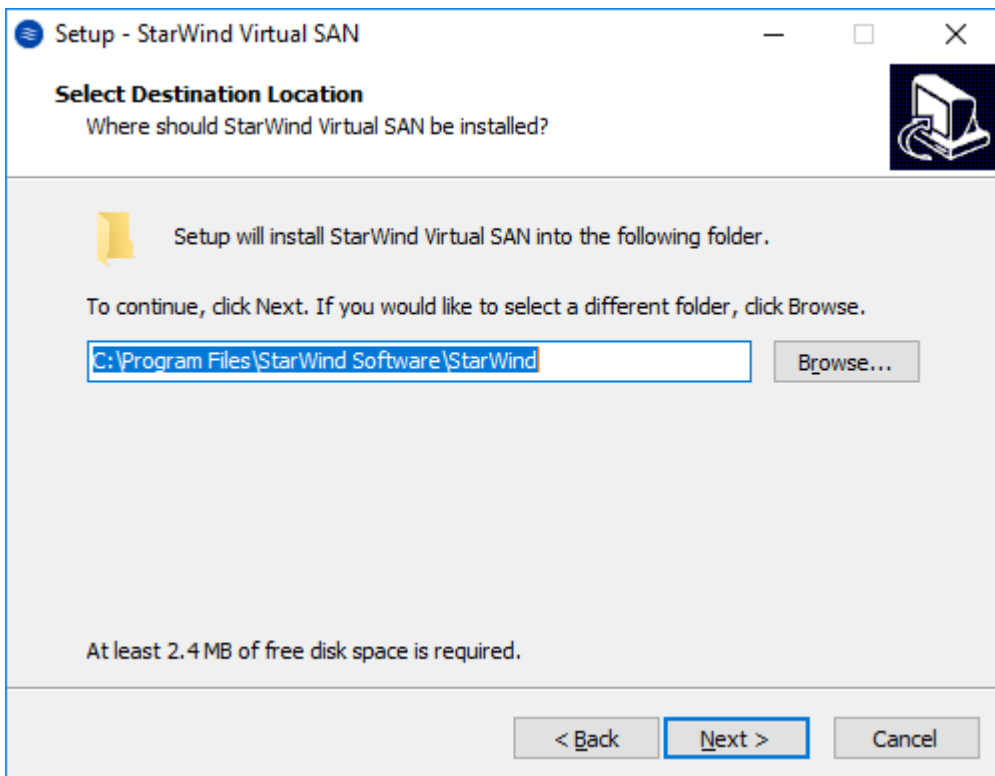 Setup - StarWind Virtual SAN
Select Destination Location
Where should StarWind Virtual SAN be installed?
Setup will install StarWind Virtual SAN into the following folder.
To continue, click Next. If you would like to select a different folder, click Browse.
C:\Program Files\StarWind Software\StarWind
Browse...
At least 2.4 MB of free disk space is required.
< Back
Next >
Cancel